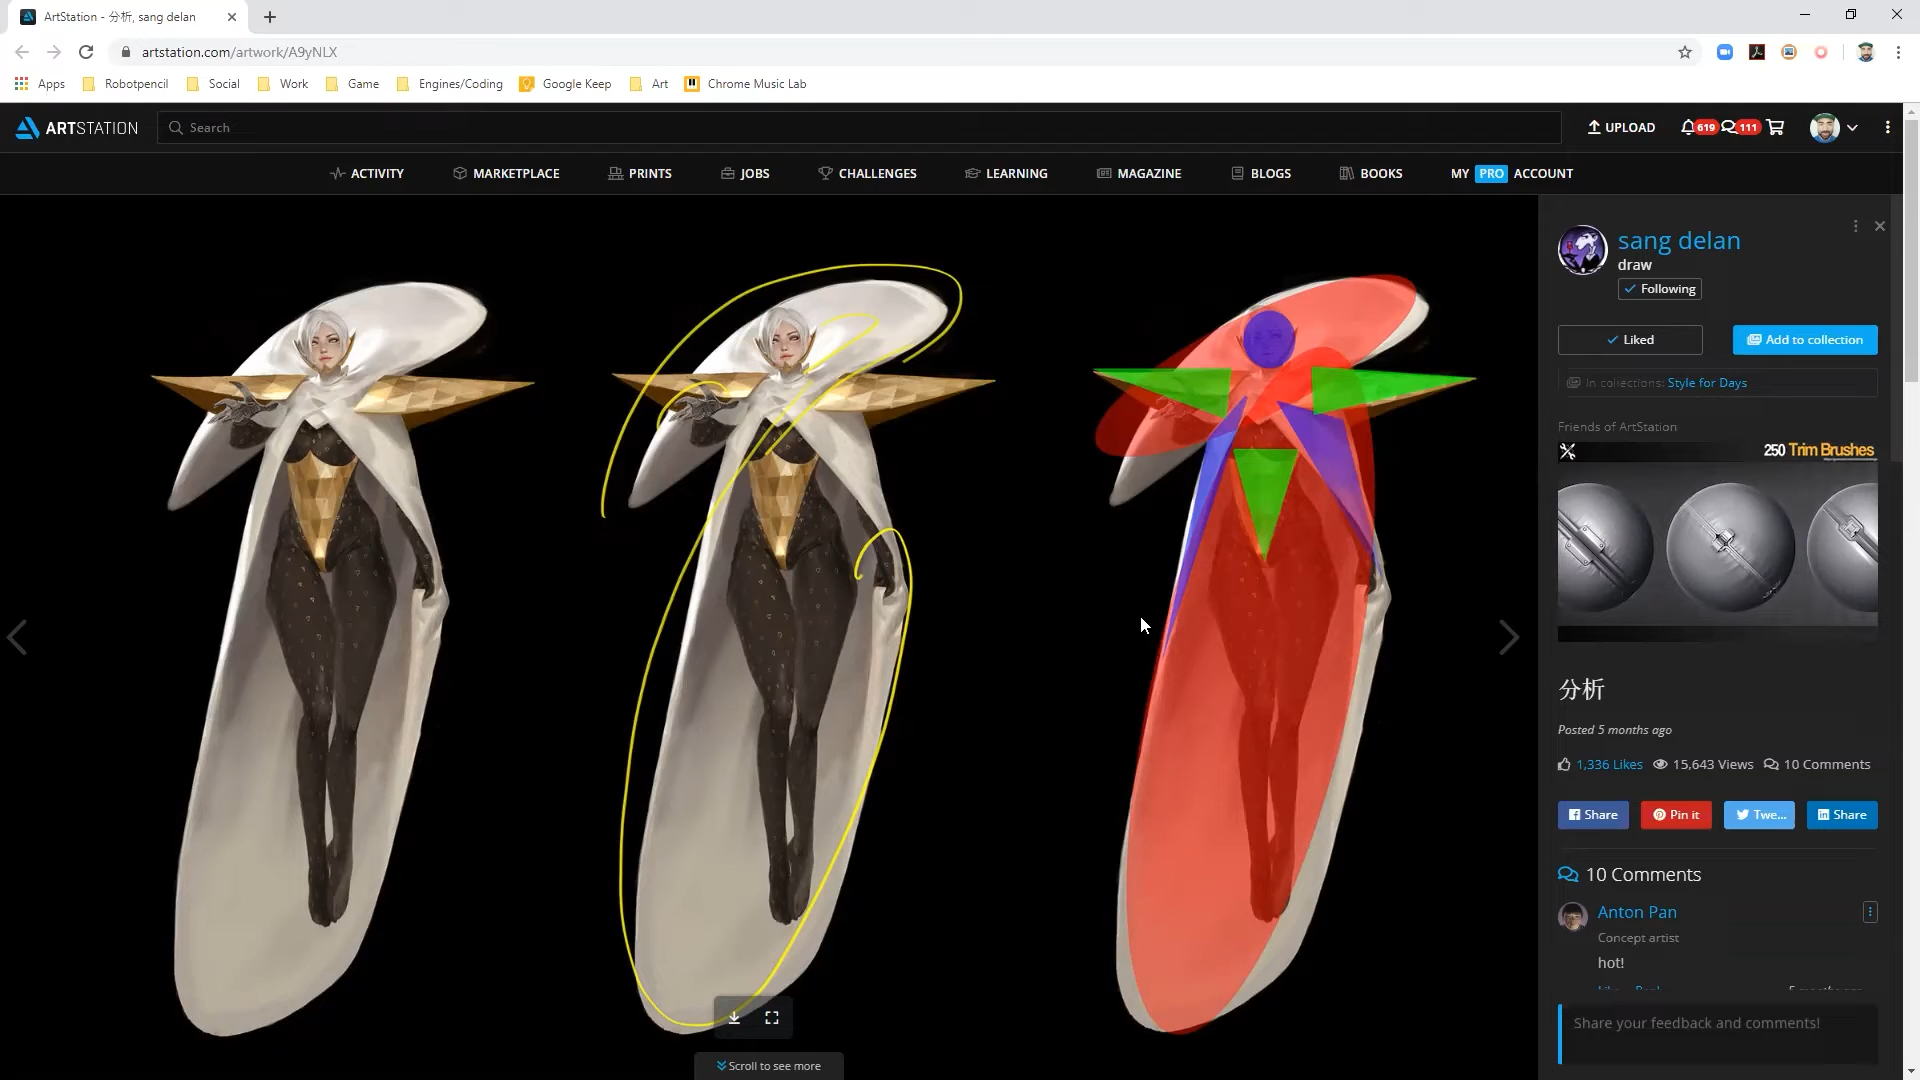 ArtStation - 分析, sang delan
artstation.com/artwork/A9yNLX
Apps Robotpencil Social Work Game Engines/Coding Google Keep Art Chrome Music Lab
ARTSTATION Search UPLOAD 619 111
ACTIVITY MARKETPLACE PRINTS JOBS CHALLENGES LEARNING MAGAZINE BLOGS BOOKS MY PRO ACCOUNT
sang delan
draw
Following
Liked Add to collection
In collections: Style for Days
Friends of ArtStation
250 Trim Brushes
分析
Posted 5 months ago
1,336 Likes 15,643 Views 10 Comments
Share Pin it Twe... Share
10 Comments
Anton Pan
Concept artist
hot!
Share your feedback and comments!
Scroll to see more